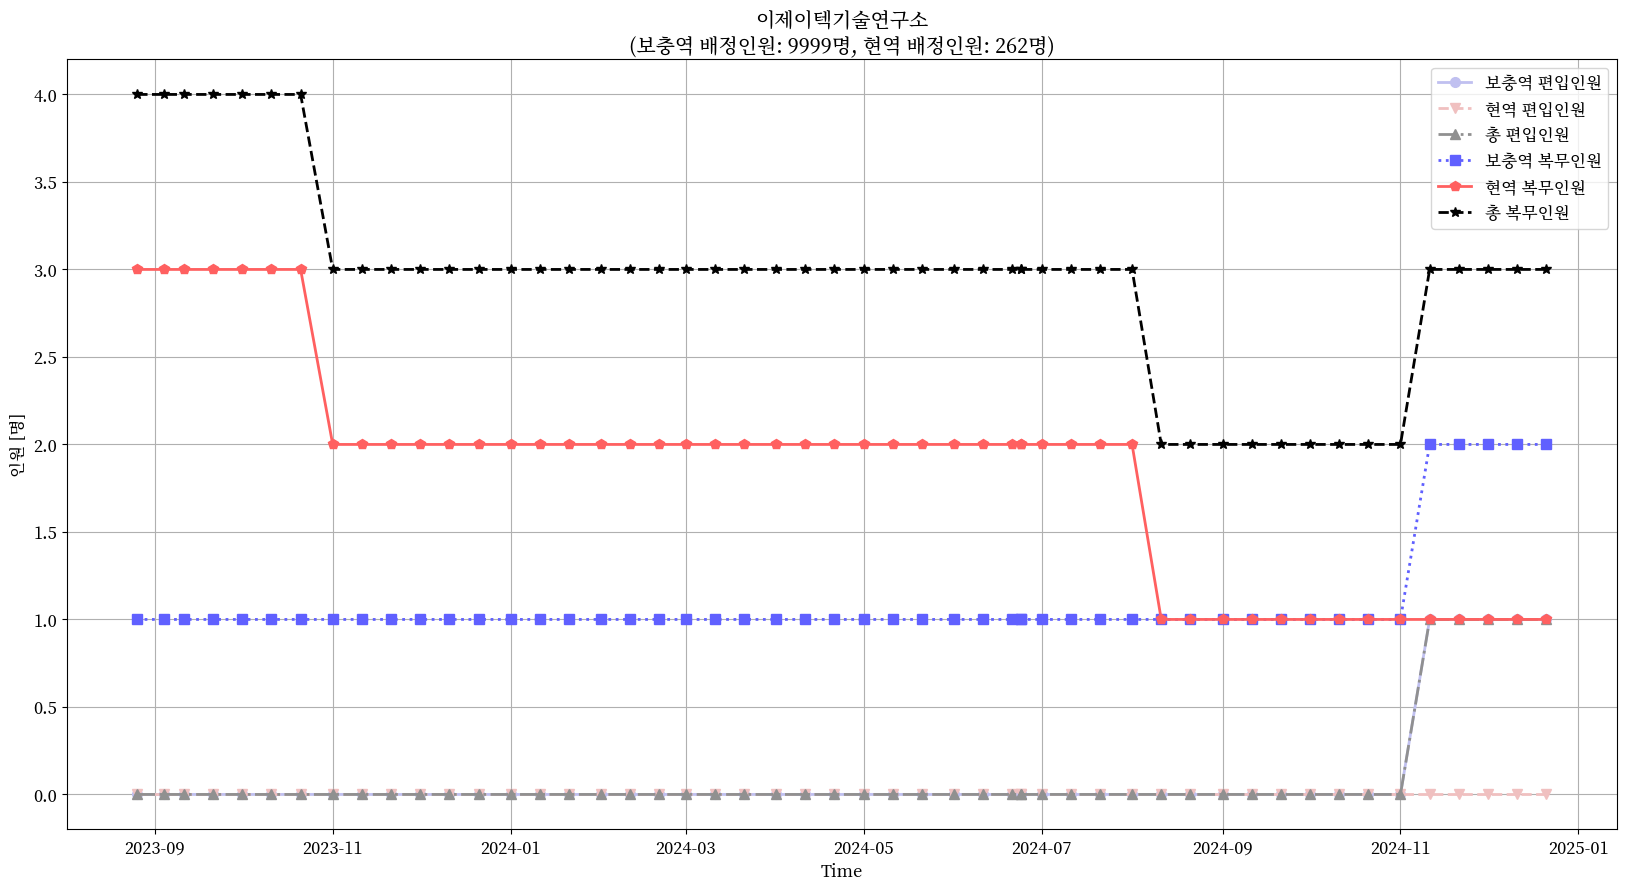 이제이텍기술연구소
(보충역 배정인원: 9999명, 현역 배정인원: 262명)
보충역 편입인원
현역 편입인원
총 편입인원
보충역 복무인원
현역 복무인원
총 복무인원
4.0
3.5
3.0
2.5
2.0
1.5
1.0
0.5
0.0
인원 [명]
2023-09
2023-11
2024-01
2024-03
2024-05
2024-07
2024-09
2024-11
2025-01
Time